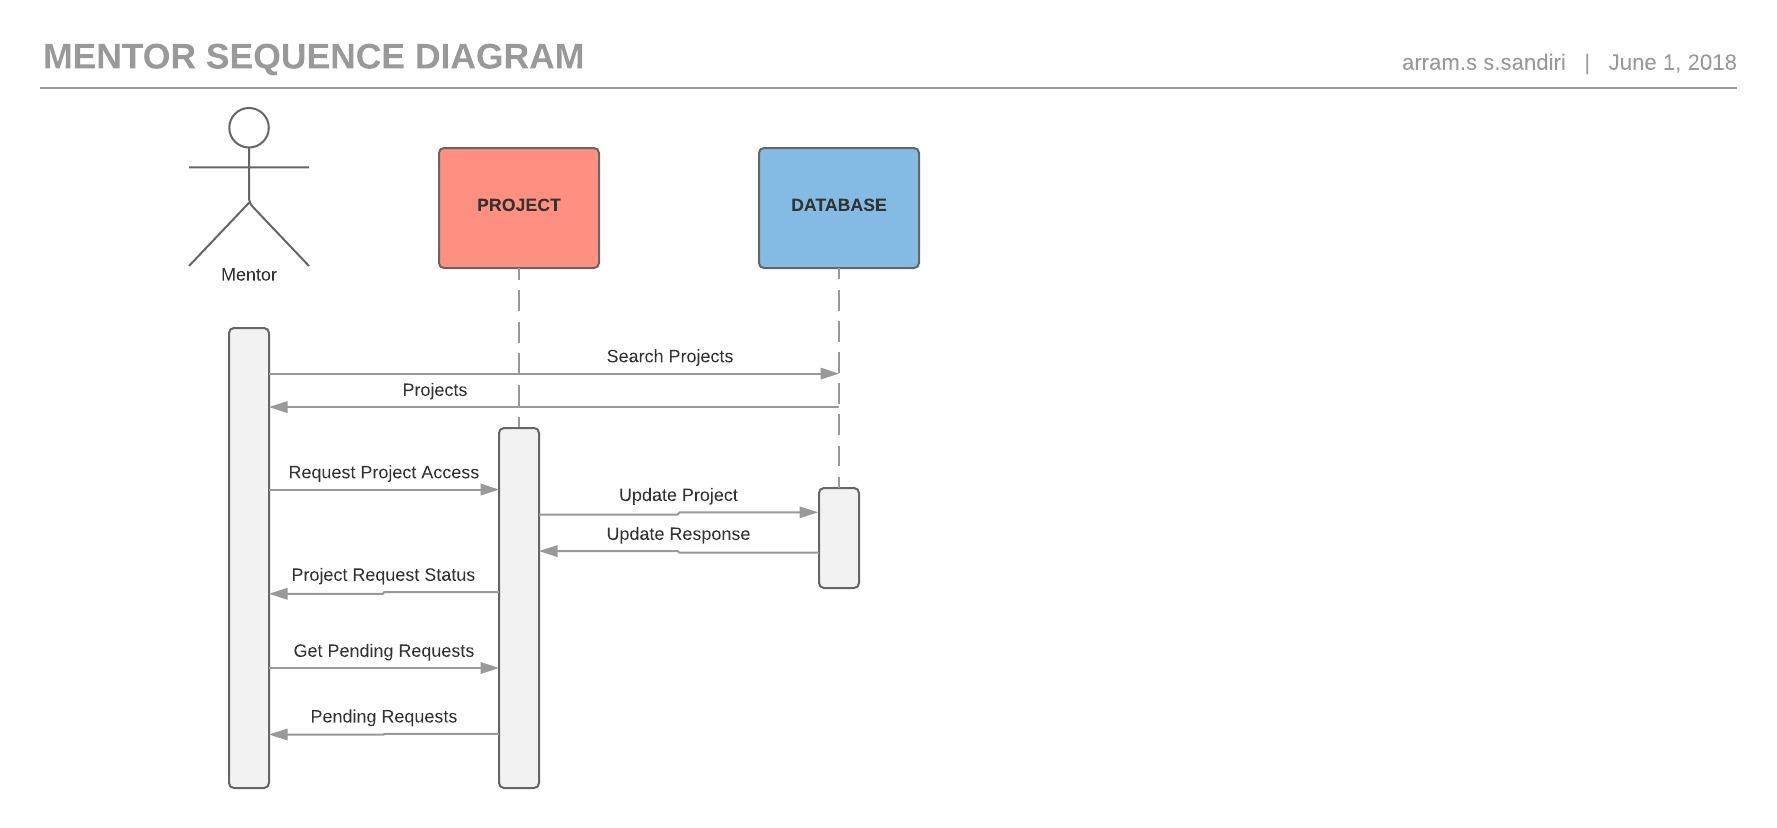 MENTOR SEQUENCE DIAGRAM
arram.s s.sandiri | June 1, 2018
PROJECT
DATABASE
Mentor
Search Projects
Projects
Request Project Access
Update Project
Update Response
Project Request Status
Get Pending Requests
Pending Requests